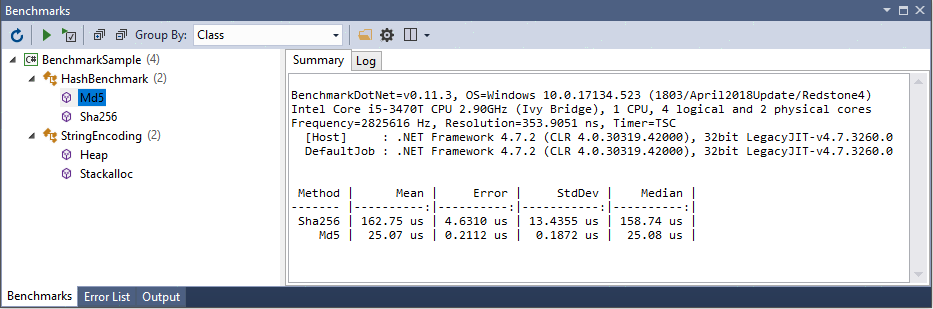 Benchmarks
Group By: Class
BenchmarkSample (4)
HashBenchmark (2)
Md5
Sha256
StringEncoding (2)
Heap
Stackalloc
Summary Log
BenchmarkDotNet=v0.11.3, OS=Windows 10.0.17134.523 (1803/April2018Update/Redstone4)
Intel Core i5-3470T CPU 2.90GHz (Ivy Bridge), 1 CPU, 4 logical and 2 physical cores
Frequency=2825616 Hz, Resolution=353.9051 ns, Timer=TSC
[Host] : .NET Framework 4.7.2 (CLR 4.0.30319.42000), 32bit LegacyJIT-v4.7.3260.0
DefaultJob : .NET Framework 4.7.2 (CLR 4.0.30319.42000), 32bit LegacyJIT-v4.7.3260.0
Method | Mean | Error | StdDev | Median |
------- |----------:|----------:|-----------:|----------:|
Sha256 | 162.75 us | 4.6310 us | 13.4355 us | 158.74 us |
Md5 | 25.07 us | 0.2112 us | 0.1872 us | 25.08 us |
Benchmarks Error List Output